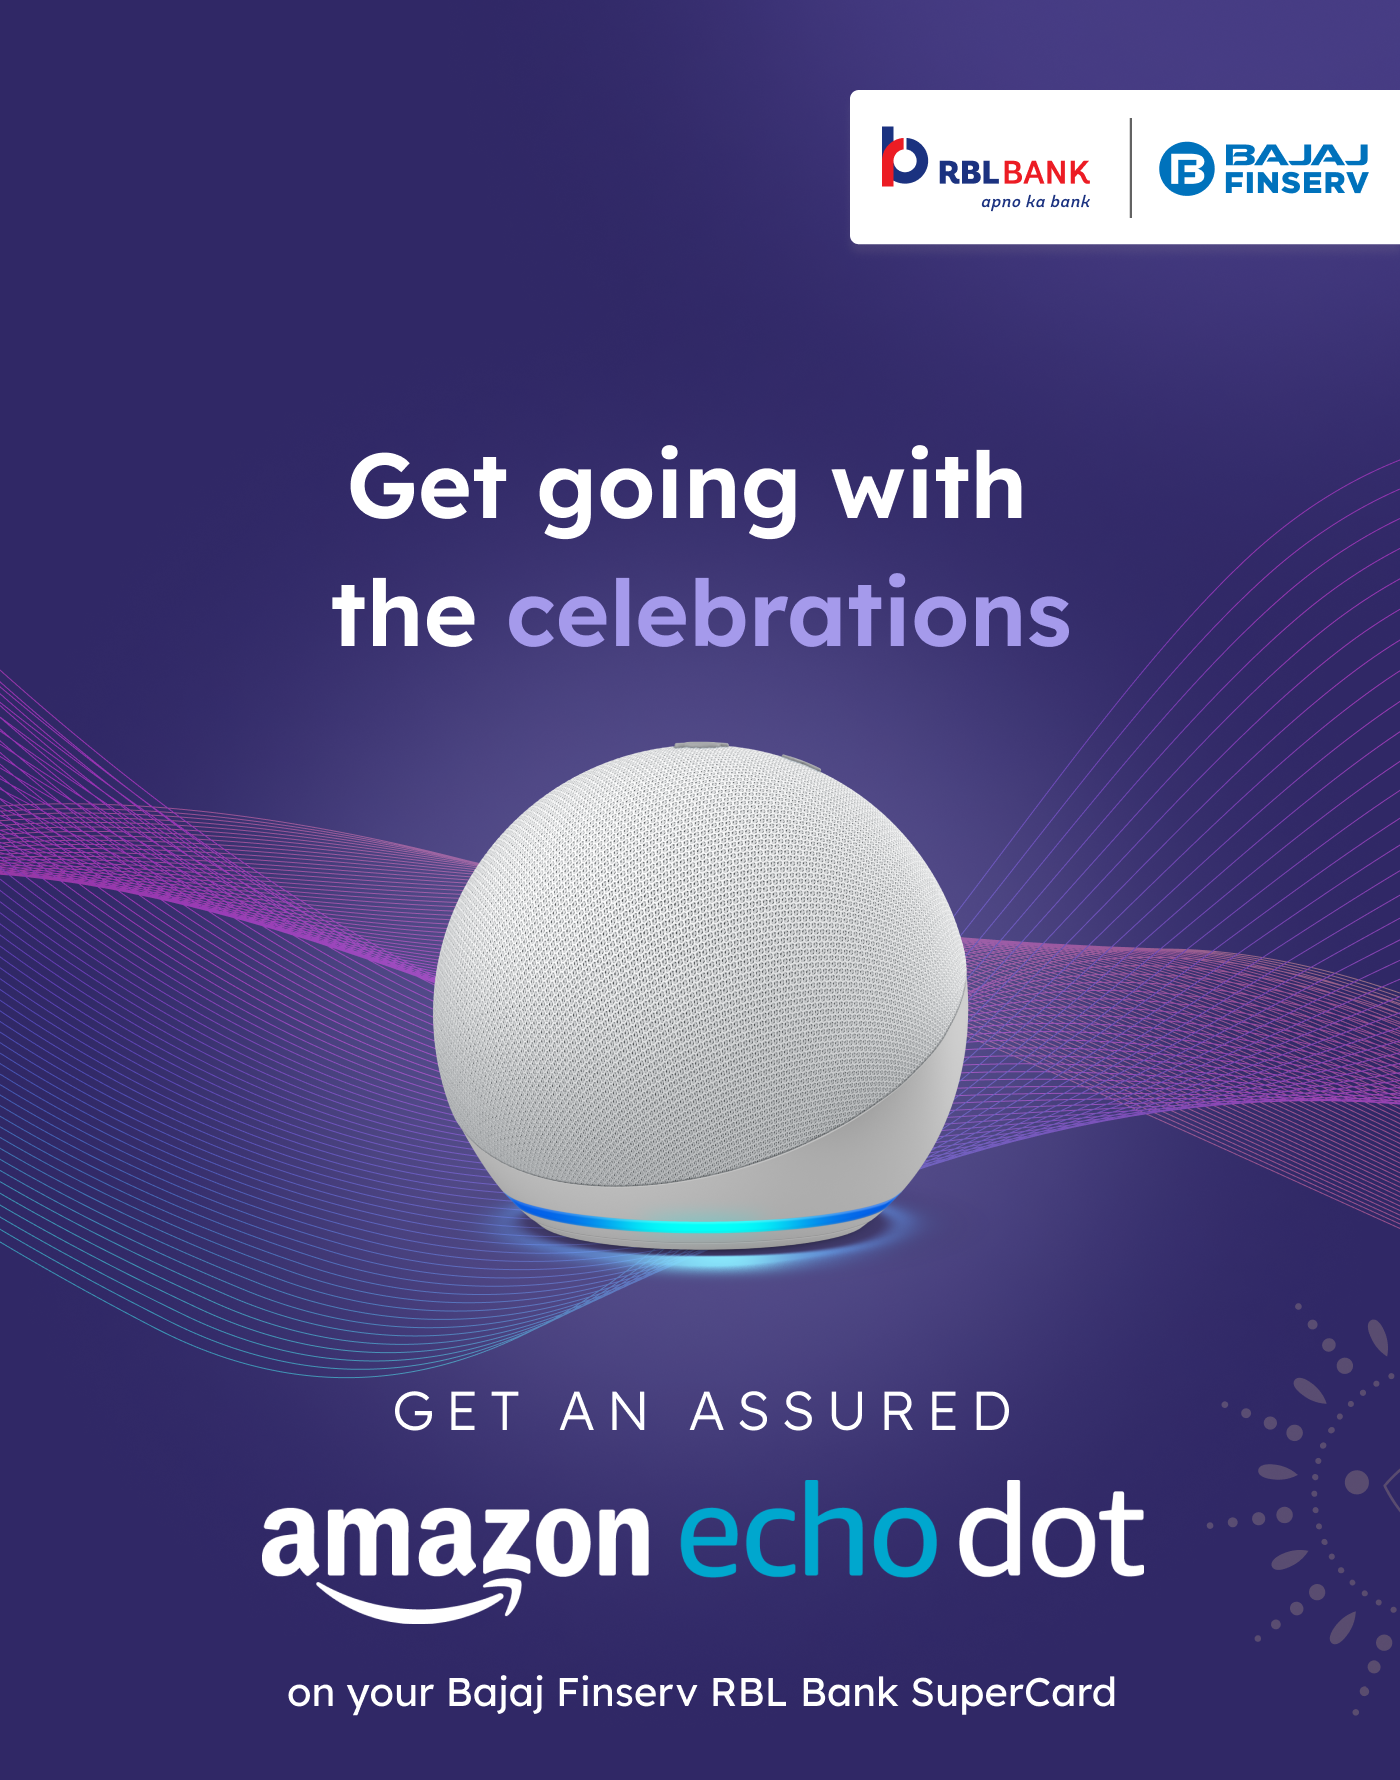 RBL BANK
apno ka bank
BAJAJ
FINSERV
Get going with
the celebrations
GET AN ASSURED
amazon echo dot
on your Bajaj Finserv RBL Bank SuperCard